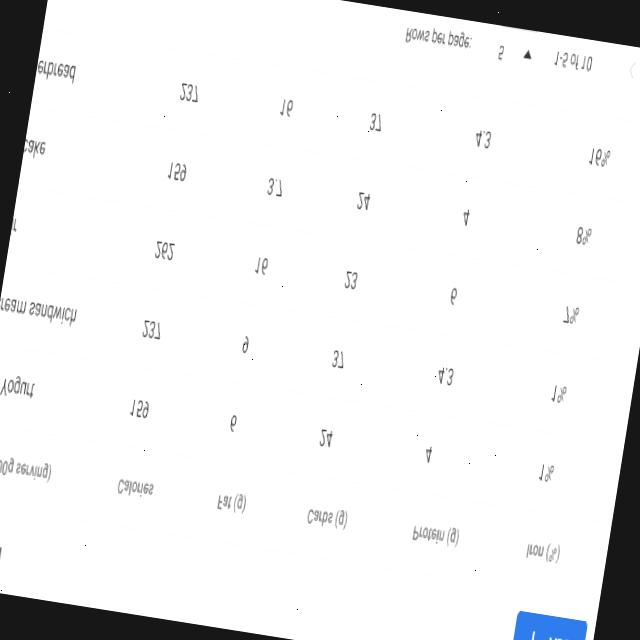 00g serving) Calories Fat (g) Carbs (g) Protein (g) Iron (%)
Yogurt 159 6 24 4 1%
ream sandwich 237 9 37 4.3 1%
r 262 16 23 6 7%
cake 159 3.7 24 4 8%
erbread 237 16 37 4.3 16%
Rows per page: 5 1-5 of 10